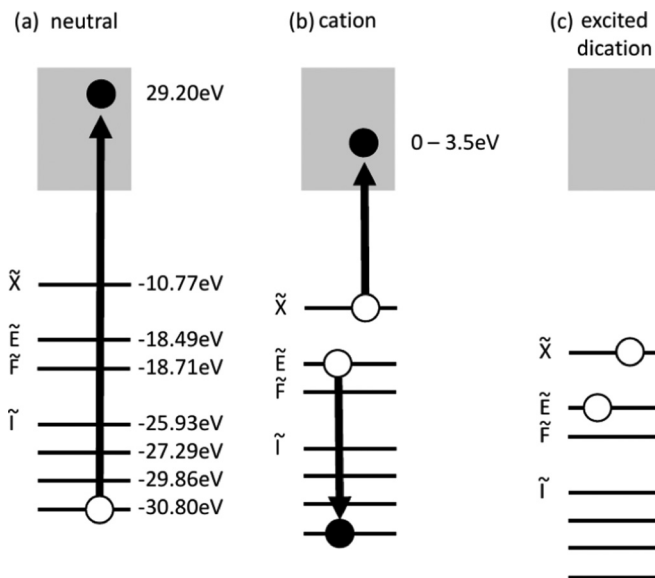 (a) neutral
(b) cation
(c) excited
dication
29.20eV
0 – 3.5eV
X̃
-10.77eV
Ẽ
-18.49eV
F̃
-18.71eV
Ĩ
-25.93eV
-27.29eV
-29.86eV
-30.80eV
X̃
Ẽ
F̃
Ĩ
X̃
Ẽ
F̃
Ĩ